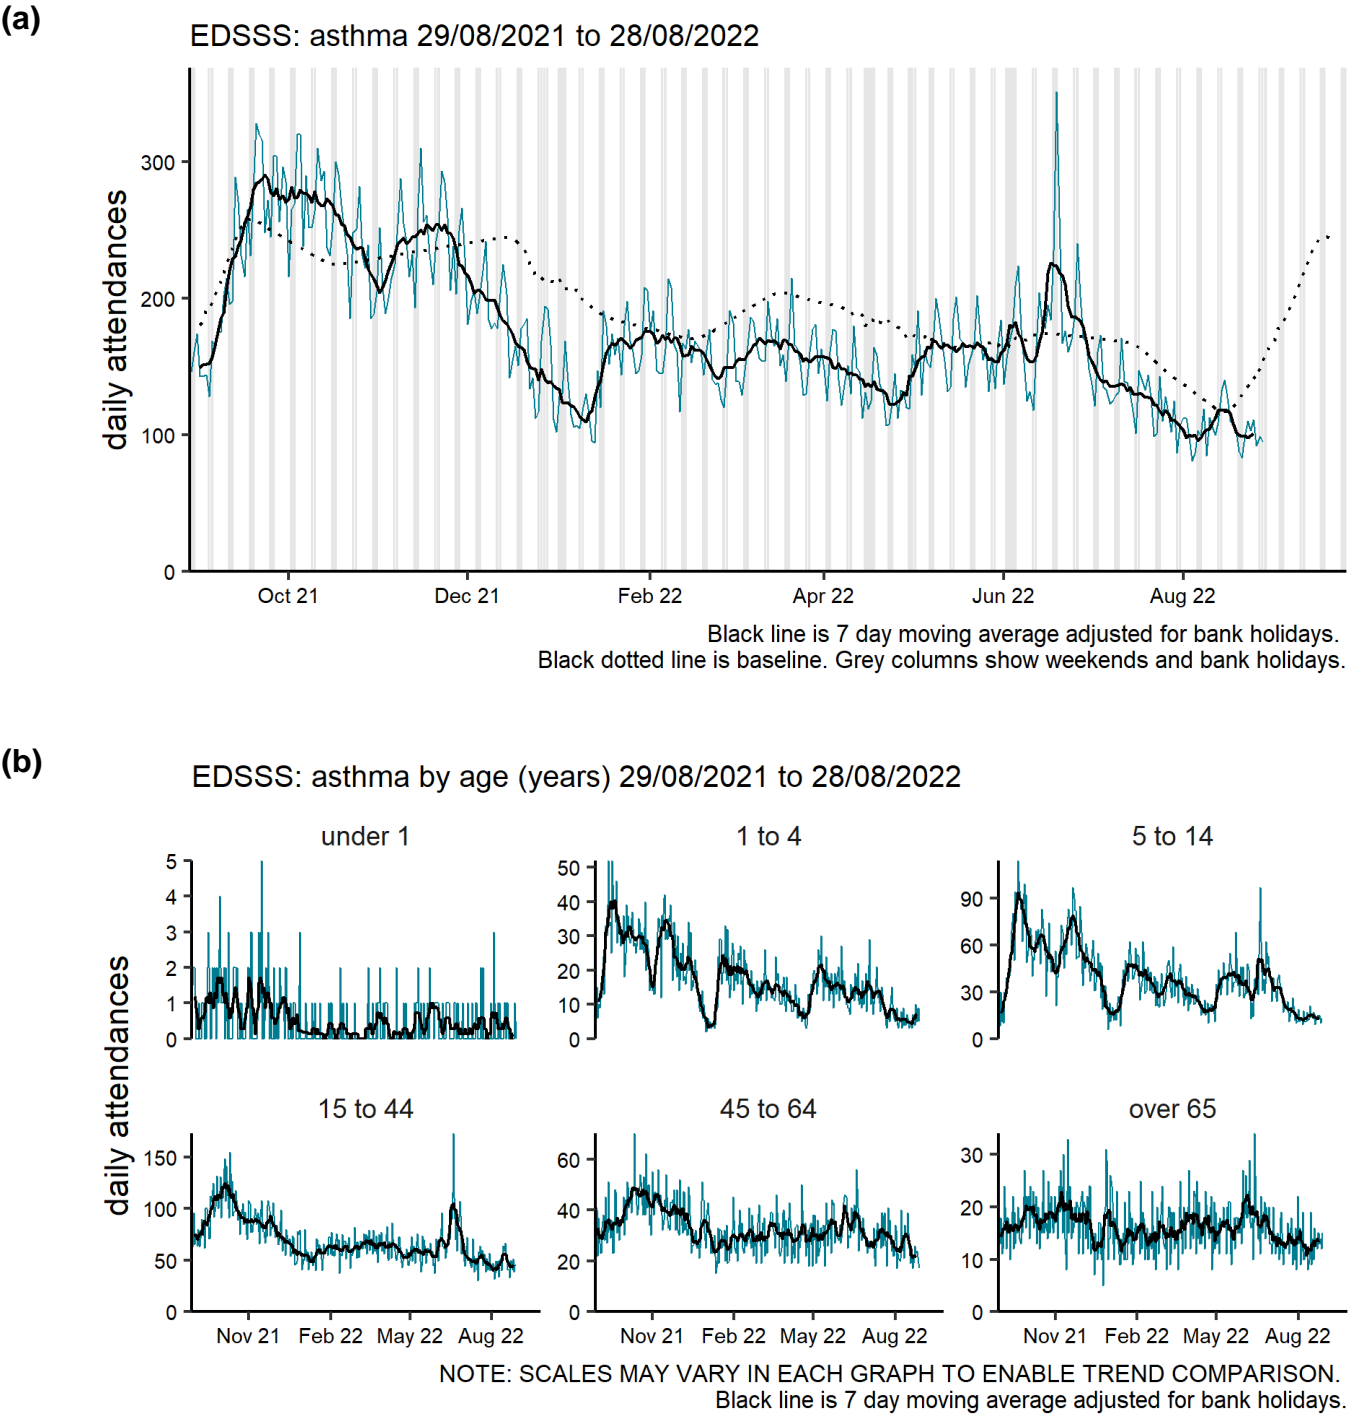 (a)
EDSSS: asthma 29/08/2021 to 28/08/2022
daily attendances
300
200
100
0
Oct 21 Dec 21 Feb 22 Apr 22 Jun 22 Aug 22
Black line is 7 day moving average adjusted for bank holidays.
Black dotted line is baseline. Grey columns show weekends and bank holidays.
(b)
EDSSS: asthma by age (years) 29/08/2021 to 28/08/2022
daily attendances
under 1
5
4
3
2
1
0
1 to 4
50
40
30
20
10
0
5 to 14
90
60
30
0
15 to 44
150
100
50
0
Nov 21 Feb 22 May 22 Aug 22
45 to 64
60
40
20
0
Nov 21 Feb 22 May 22 Aug 22
over 65
30
20
10
0
Nov 21 Feb 22 May 22 Aug 22
NOTE: SCALES MAY VARY IN EACH GRAPH TO ENABLE TREND COMPARISON.
Black line is 7 day moving average adjusted for bank holidays.